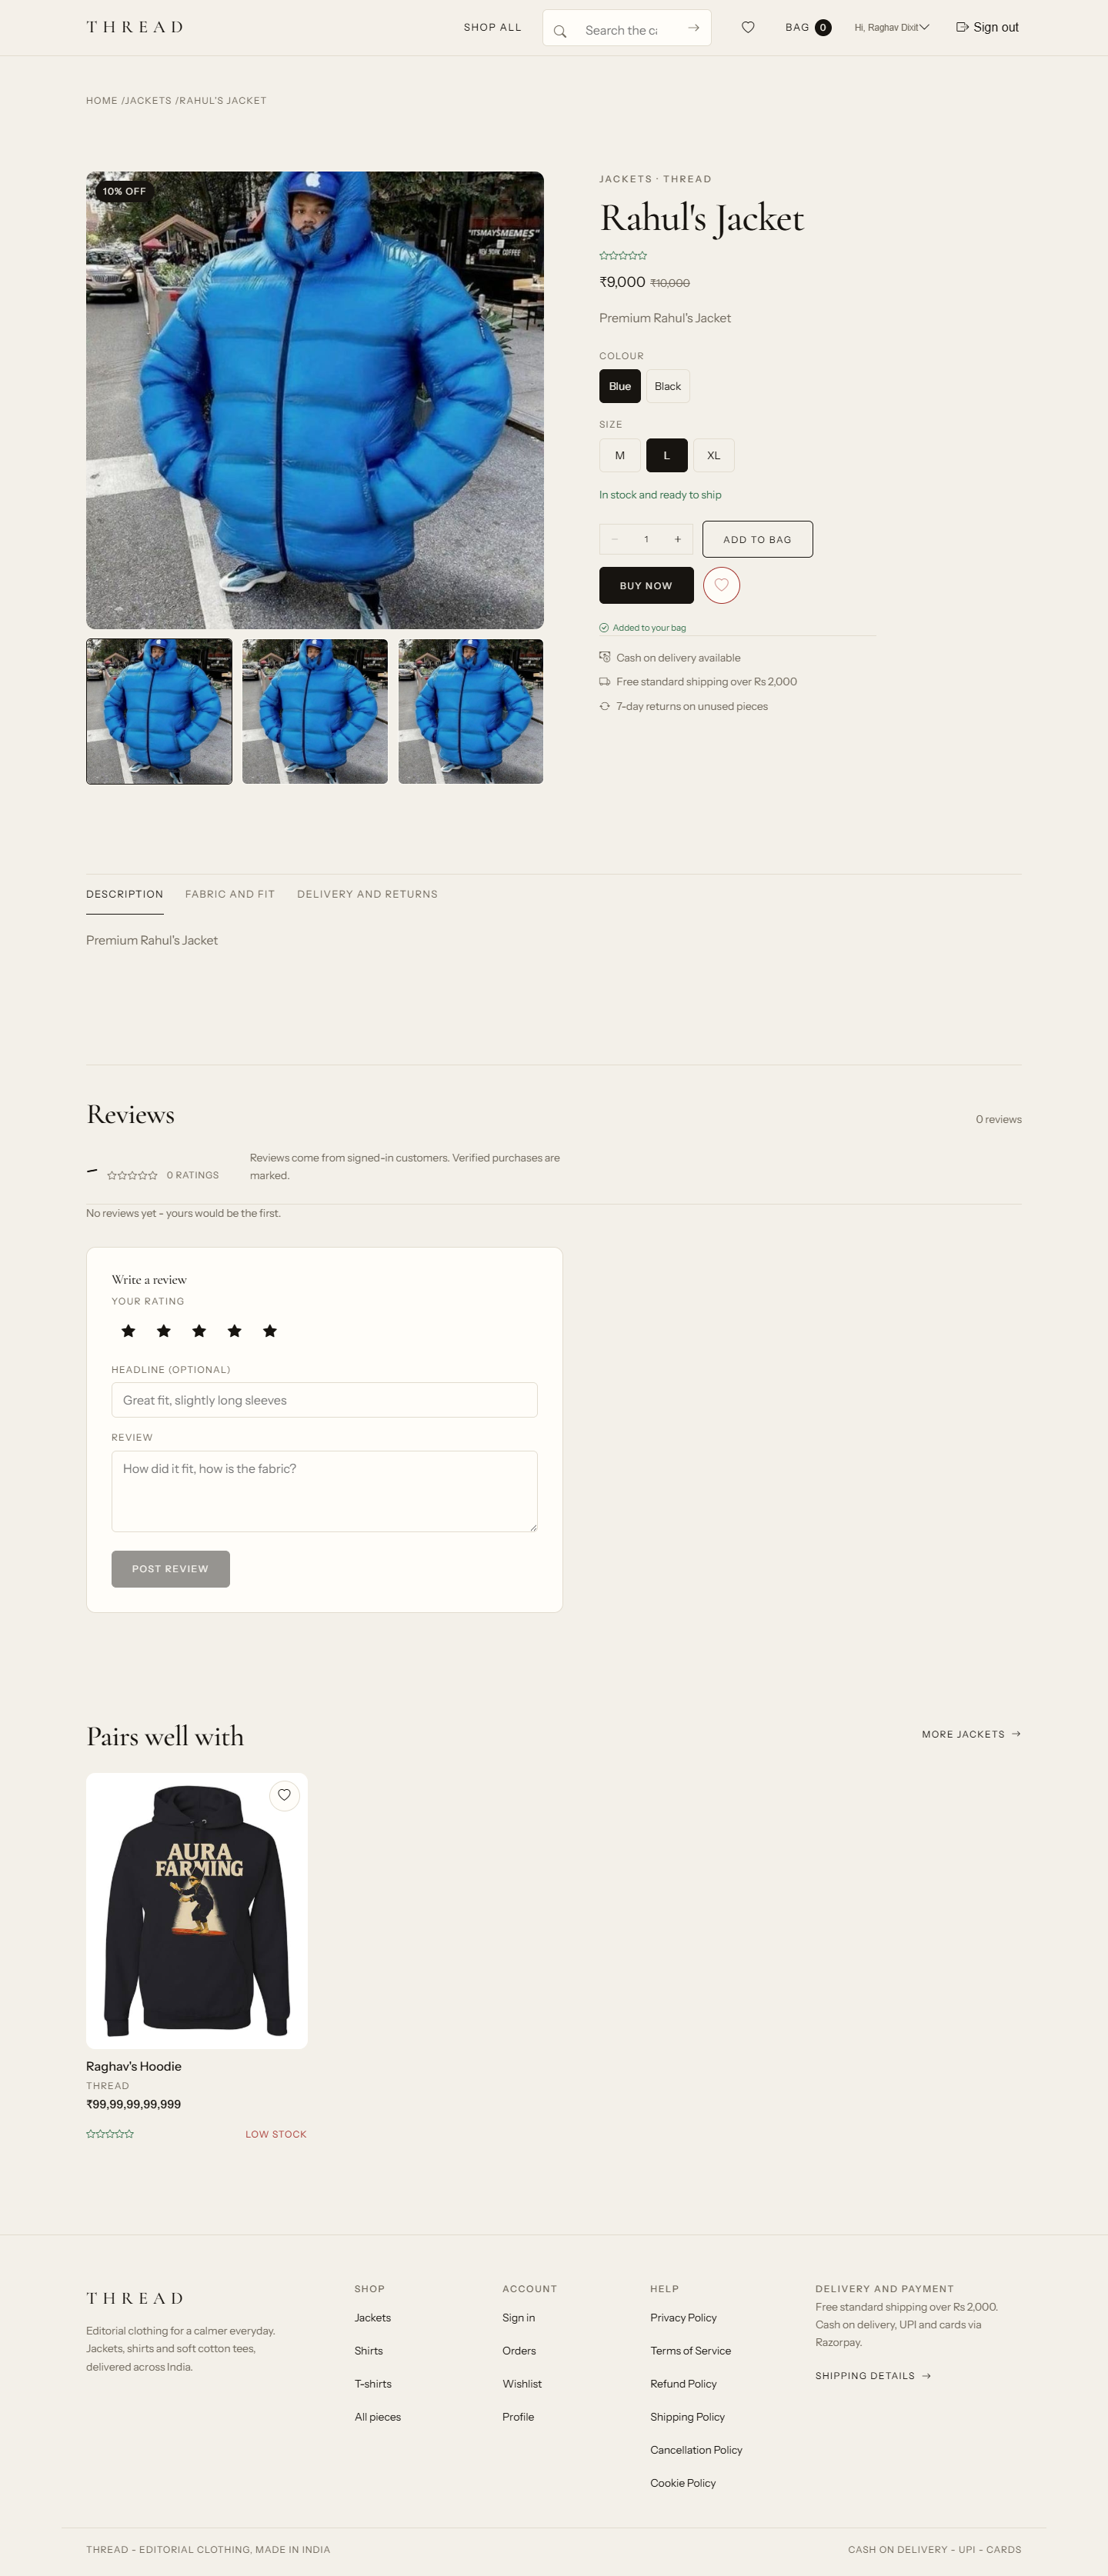 THREAD
SHOP ALL
Search the ca
BAG 0
Hi, Raghav Dixit
Sign out
HOME /JACKETS /RAHUL'S JACKET
10% OFF
"ITSMAYSMEMES"
NEW YORK COFFEE
JACKETS · THREAD
Rahul's Jacket
₹9,000 ₹10,000
Premium Rahul's Jacket
COLOUR
Blue
Black
SIZE
M
L
XL
In stock and ready to ship
− 1 +
ADD TO BAG
BUY NOW
Added to your bag
Cash on delivery available
Free standard shipping over Rs 2,000
7-day returns on unused pieces
DESCRIPTION
FABRIC AND FIT
DELIVERY AND RETURNS
Premium Rahul's Jacket
Reviews
0 reviews
–
0 RATINGS
Reviews come from signed-in customers. Verified purchases are
marked.
No reviews yet - yours would be the first.
Write a review
YOUR RATING
HEADLINE (OPTIONAL)
Great fit, slightly long sleeves
REVIEW
How did it fit, how is the fabric?
POST REVIEW
Pairs well with
MORE JACKETS →
AURA
FARMING
Raghav's Hoodie
THREAD
₹99,99,99,99,999
LOW STOCK
THREAD
Editorial clothing for a calmer everyday.
Jackets, shirts and soft cotton tees,
delivered across India.
SHOP
Jackets
Shirts
T-shirts
All pieces
ACCOUNT
Sign in
Orders
Wishlist
Profile
HELP
Privacy Policy
Terms of Service
Refund Policy
Shipping Policy
Cancellation Policy
Cookie Policy
DELIVERY AND PAYMENT
Free standard shipping over Rs 2,000.
Cash on delivery, UPI and cards via
Razorpay.
SHIPPING DETAILS →
THREAD - EDITORIAL CLOTHING, MADE IN INDIA
CASH ON DELIVERY - UPI - CARDS